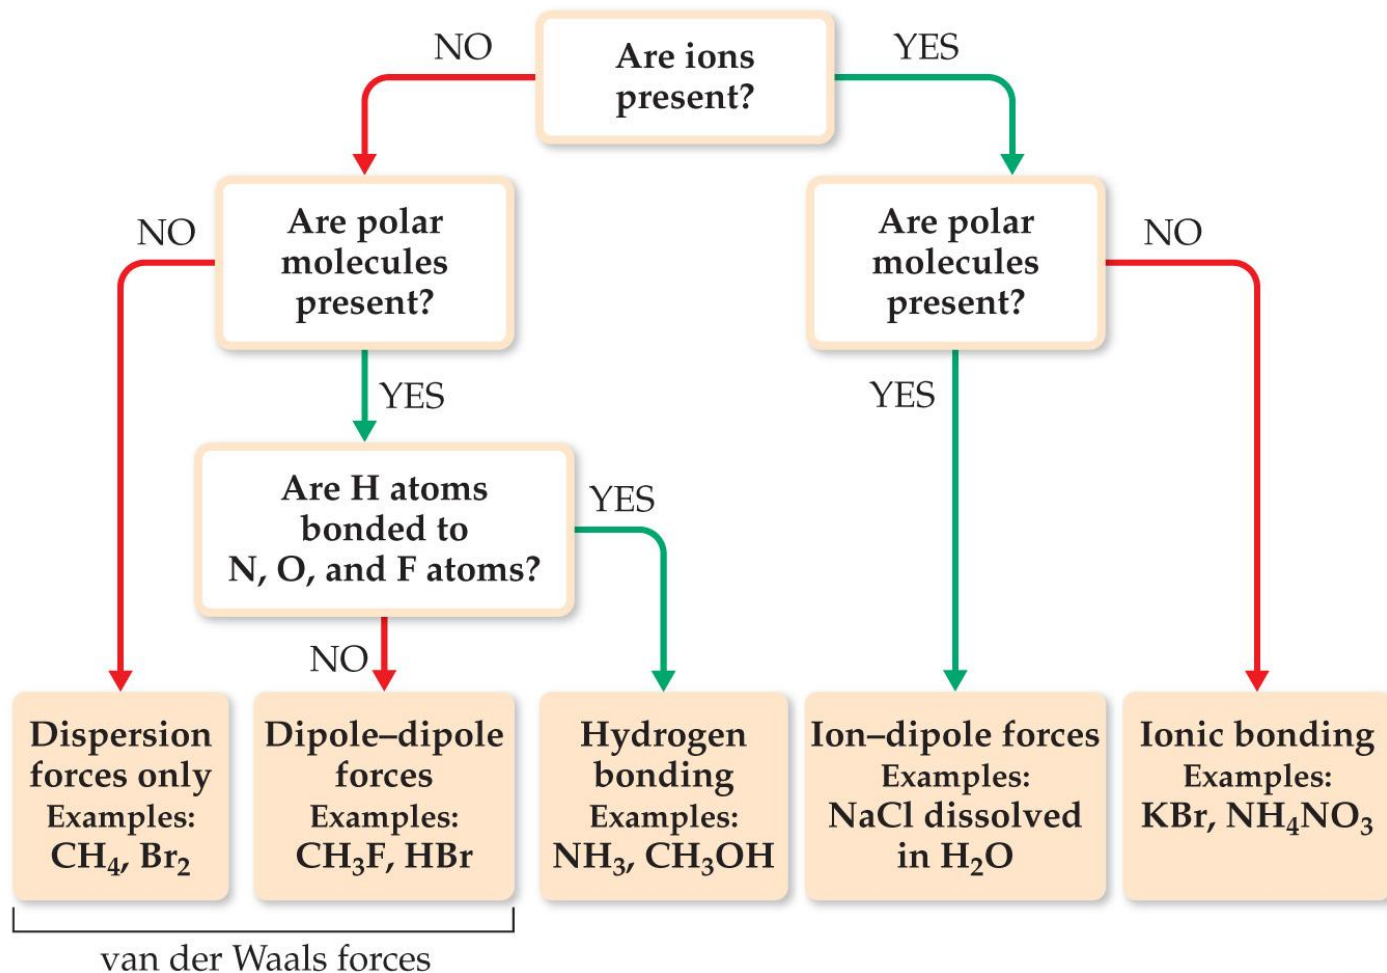 NO
Are ions
present?
YES
NO
Are polar
molecules
present?
YES
Are polar
molecules
present?
NO
YES
Are H atoms
bonded to
N, O, and F atoms?
YES
NO
Dispersion
forces only
Examples:
CH₄, Br₂
Dipole–dipole
forces
Examples:
CH₃F, HBr
Hydrogen
bonding
Examples:
NH₃, CH₃OH
Ion–dipole forces
Examples:
NaCl dissolved
in H₂O
Ionic bonding
Examples:
KBr, NH₄NO₃
van der Waals forces